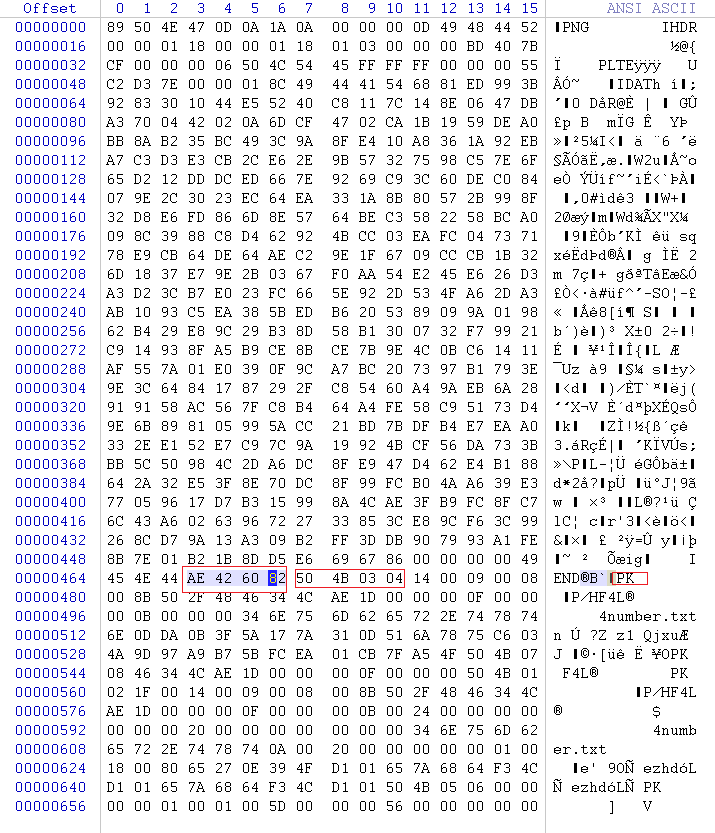 Offset 0 1 2 3 4 5 6 7 8 9 10 11 12 13 14 15 ANSI ASCII
00000000 89 50 4E 47 0D 0A 1A 0A 00 00 00 0D 49 48 44 52 PNG IHDR
00000016 00 00 01 18 00 00 01 18 01 03 00 00 00 BD 40 7B ½@{
00000032 CF 00 00 00 06 50 4C 54 45 FF FF FF 00 00 00 55 Ï PLTEÿÿÿ U
00000048 C2 D3 7E 00 00 01 8C 49 44 41 54 68 81 ED 99 3B ÂÓ~ IDATh í ;
00000064 92 83 30 10 44 E5 52 40 C8 11 7C 14 8E 06 47 DB 0 DåR@È | GÛ
00000080 A3 70 04 42 02 0A 6D CF 47 02 CA 1B 19 59 DE A0 £p B mÏG Ê YÞ
00000096 BB 8A B2 35 BC 49 3C 9A 8F E4 10 A8 36 1A 92 EB » ²5¼I< ä ¨6 ë
00000112 A7 C3 D3 E3 CB 2C E6 2E 9B 57 32 75 98 C5 7E 6F §ÃÓãË,æ. W2u Å~o
00000128 65 D2 12 DD DC ED 66 7E 92 69 C9 3C 60 DE C0 84 eÒ ÝÜíf~ iÉ<`ÞÀ
00000144 07 9E 2C 30 23 EC 64 EA 33 1A 8B 80 57 2B 99 8F ,0#ìdê3 W+
00000160 32 D8 E6 FD 86 6D 8E 57 64 BE C3 58 22 58 BC A0 2Øæý m Wd¾ÃX"X¼
00000176 09 8C 39 88 C8 D4 62 92 4B CC 03 EA FC 04 73 71 9 ÈÔb KÌ êü sq
00000192 78 E9 CB 64 DE 64 AE C2 9E 1F 67 09 CC CB 1B 32 xéËdÞd®Â g ÌË 2
00000208 6D 18 37 E7 9E 2B 03 67 F0 AA 54 E2 45 E6 26 D3 m 7ç + gðªTâEæ&Ó
00000224 A3 D2 3C B7 E0 23 FC 66 5E 92 2D 53 4F A6 2D A3 £Ò<·à#üf^ -SO¦-£
00000240 AB 10 93 C5 EA 38 5B ED B6 20 53 89 09 9A 01 98 « Åê8[í¶ S
00000256 62 B4 29 E8 9C 29 B3 8D 58 B1 30 07 32 F7 99 21 b´)è )³ X±0 2÷ !
00000272 C9 14 93 8F A5 B9 CE 8B CE 7B 9E 4C 0B C6 14 11 É ¥¹Î Î{ L Æ
00000288 AF 55 7A 01 E0 39 0F 9C A7 BC 20 73 97 B1 79 3E ¯Uz à9 §¼ s ±y>
00000304 9E 3C 64 84 17 87 29 2F C8 54 60 A4 9A EB 6A 28 <d )/ÈT`¤ ëj(
00000320 91 91 58 AC 56 7F C8 B4 64 A4 FE 58 C9 51 73 D4 X¬V È´d¤þXÉQsÔ
00000336 9E 6B 89 81 05 99 5A CC 21 BD 7B DF B4 E7 EA A0 k ZÌ!½{ß´çê
00000352 33 2E E1 52 E7 C9 7C 9A 19 92 4B CF 56 DA 73 3B 3.áRçÉ| KÏVÚs;
00000368 BB 5C 50 98 4C 2D A6 DC 8F E9 47 D4 62 E4 B1 88 »\P L-¦Ü éGÔbä±
00000384 64 2A 32 E5 3F 8E 70 DC 8F 99 FC B0 4A A6 39 E3 d*2å? pÜ ü°J¦9ã
00000400 77 05 96 17 D7 B3 15 99 8A 4C AE 3F B9 FC 8F C7 w ׳ L®?¹ü Ç
00000416 6C 43 A6 02 63 96 72 27 33 85 3C E8 9C F6 3C 99 lC¦ c r'3 <è ö<
00000432 26 8C D7 9A 13 A3 09 B2 FF 3D DB 90 79 93 A1 FE & × £ ²ÿ=Û y ¡þ
00000448 8B 7E 01 B2 1B 8D D5 E6 69 67 86 00 00 00 00 49 ~ ² Õæig I
00000464 45 4E 44 AE 42 60 82 50 4B 03 04 14 00 09 00 08 END®B` PK
00000480 00 8B 50 2F 48 46 34 4C AE 1D 00 00 00 0F 00 00 P/HF4L®
00000496 00 0B 00 00 00 34 6E 75 6D 62 65 72 2E 74 78 74 4number.txt
00000512 6E 0D DA 0B 3F 5A 17 7A 31 0D 51 6A 78 75 C6 03 n Ú ?Z z1 QjxuÆ
00000528 4A 9D 97 A9 B7 5B FC EA 01 CB 7F A5 4F 50 4B 07 J ©·[üê Ë ¥OPK
00000544 08 46 34 4C AE 1D 00 00 00 0F 00 00 00 50 4B 01 F4L® PK
00000560 02 1F 00 14 00 09 00 08 00 8B 50 2F 48 46 34 4C P/HF4L
00000576 AE 1D 00 00 00 0F 00 00 00 0B 00 24 00 00 00 00 ® $
00000592 00 00 00 20 00 00 00 00 00 00 00 34 6E 75 6D 62 4numb
00000608 65 72 2E 74 78 74 0A 00 20 00 00 00 00 00 01 00 er.txt
00000624 18 00 80 65 27 0E 39 4F D1 01 65 7A 68 64 F3 4C e' 9OÑ ezhdóL
00000640 D1 01 65 7A 68 64 F3 4C D1 01 50 4B 05 06 00 00 Ñ ezhdóLÑ PK
00000656 00 00 01 00 01 00 5D 00 00 00 56 00 00 00 00 00 ] V